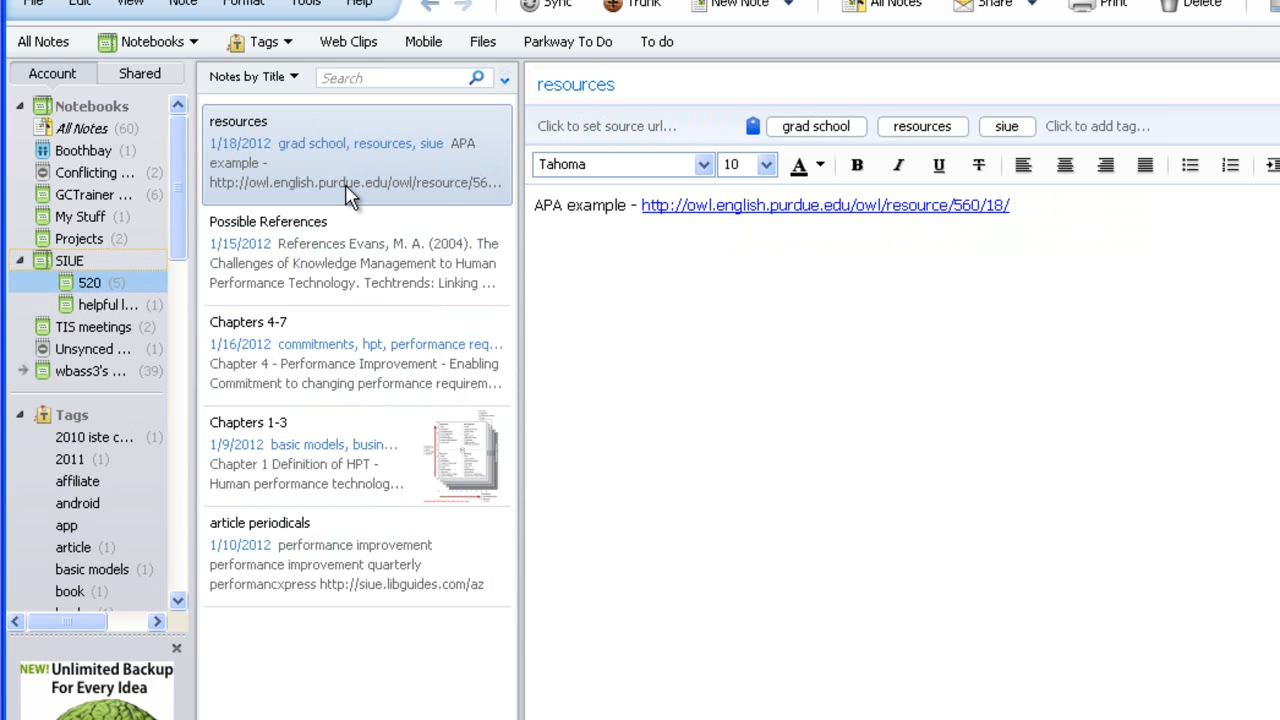 File Edit View Note Format Tools Help
Sync Trunk New Note All Notes Share Print Delete
All Notes Notebooks Tags Web Clips Mobile Files Parkway To Do To do
Account Shared
Notebooks
All Notes (60)
Boothbay (1)
Conflicting ... (2)
GCTrainer ... (6)
My Stuff (1)
Projects (2)
SIUE
520 (5)
helpful l... (1)
TIS meetings (2)
Unsynced ... (1)
wbass3's ... (39)
Tags
2010 iste c... (1)
2011 (1)
affiliate
android
app
article (1)
basic models (1)
book (1)
NEW! Unlimited Backup
For Every Idea
Notes by Title Search
resources
1/18/2012 grad school, resources, siue APA
example -
http://owl.english.purdue.edu/owl/resource/56...
Possible References
1/15/2012 References Evans, M. A. (2004). The
Challenges of Knowledge Management to Human
Performance Technology. Techtrends: Linking ...
Chapters 4-7
1/16/2012 commitments, hpt, performance req...
Chapter 4 - Performance Improvement - Enabling
Commitment to changing performance requirem...
Chapters 1-3
1/9/2012 basic models, busin...
Chapter 1 Definition of HPT -
Human performance technolog...
article periodicals
1/10/2012 performance improvement
performance improvement quarterly
performancxpress http://siue.libguides.com/az
resources
Click to set source url... grad school resources siue Click to add tag...
Tahoma 10 A B I U T
APA example - http://owl.english.purdue.edu/owl/resource/560/18/